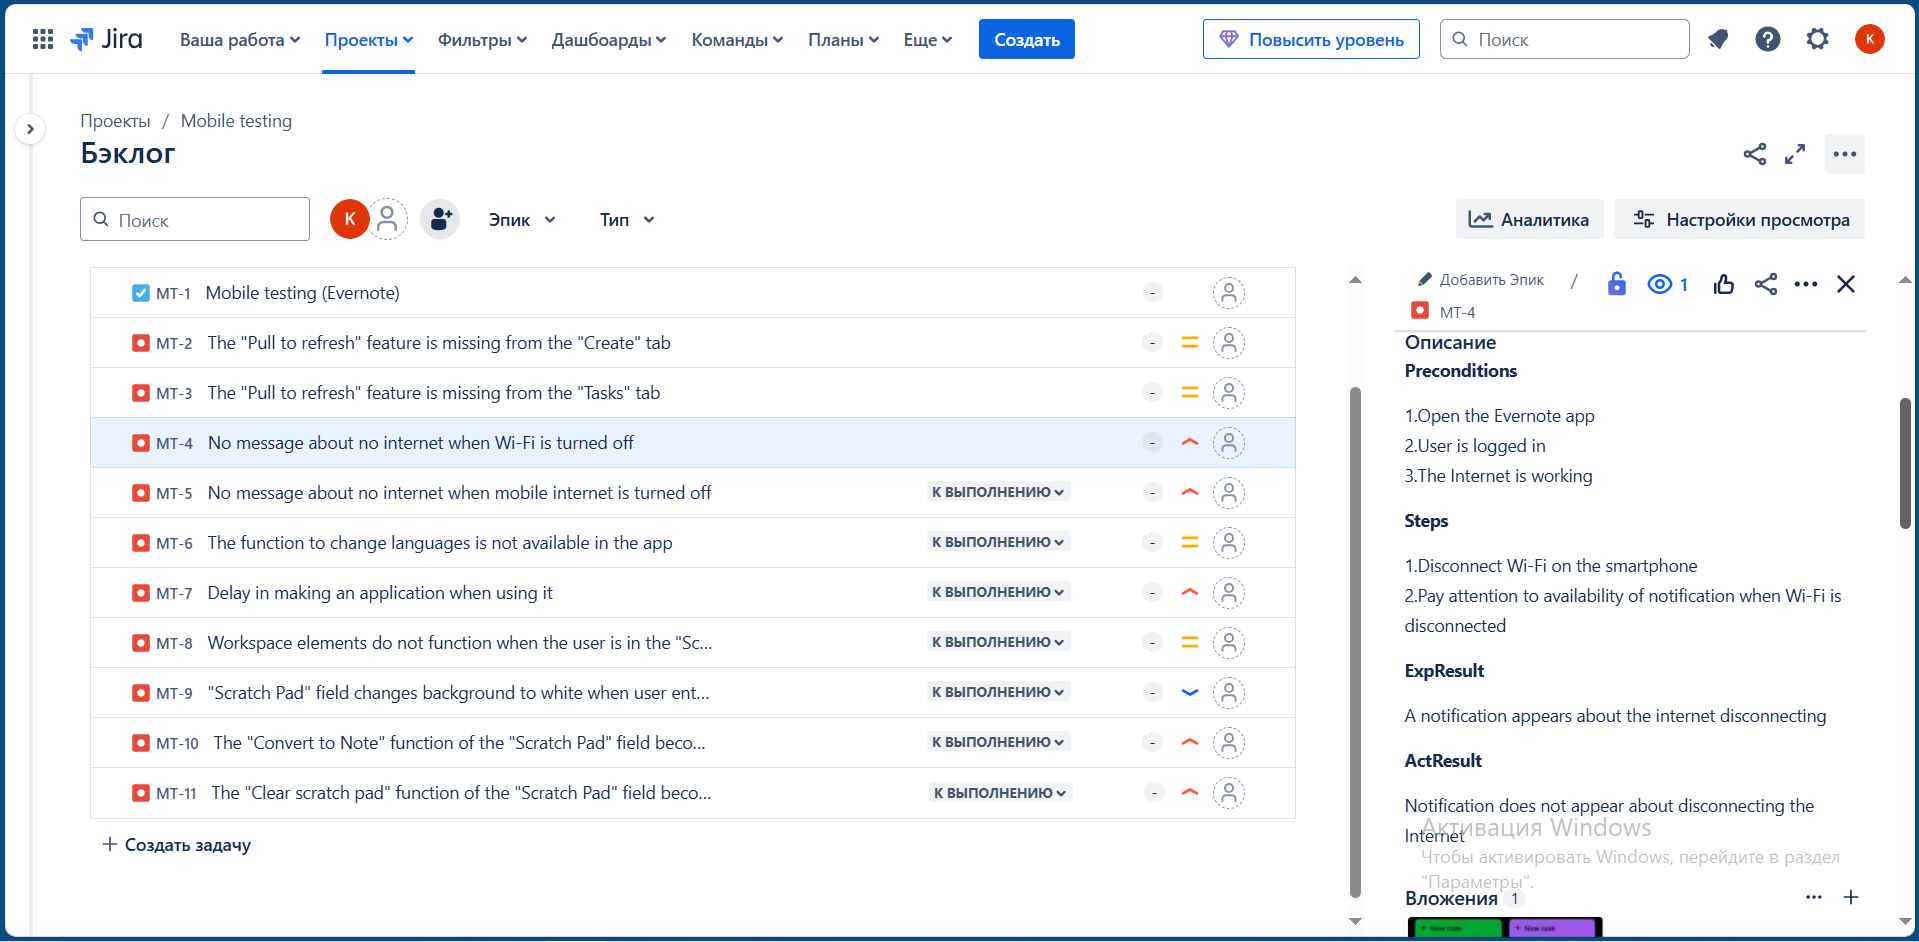 Jira Ваша работа Проекты Фильтры Дашборды Команды Планы Еще Создать Повысить уровень Поиск K
Проекты / Mobile testing
Бэклог
Поиск K Эпик Тип Аналитика Настройки просмотра
MT-1 Mobile testing (Evernote) -
MT-2 The "Pull to refresh" feature is missing from the "Create" tab -
MT-3 The "Pull to refresh" feature is missing from the "Tasks" tab -
MT-4 No message about no internet when Wi-Fi is turned off -
MT-5 No message about no internet when mobile internet is turned off К ВЫПОЛНЕНИЮ -
MT-6 The function to change languages is not available in the app К ВЫПОЛНЕНИЮ -
MT-7 Delay in making an application when using it К ВЫПОЛНЕНИЮ -
MT-8 Workspace elements do not function when the user is in the "Sc... К ВЫПОЛНЕНИЮ -
MT-9 "Scratch Pad" field changes background to white when user ent... К ВЫПОЛНЕНИЮ -
MT-10 The "Convert to Note" function of the "Scratch Pad" field beco... К ВЫПОЛНЕНИЮ -
MT-11 The "Clear scratch pad" function of the "Scratch Pad" field beco... К ВЫПОЛНЕНИЮ -
+ Создать задачу
Добавить Эпик / 1
MT-4
Описание
Preconditions
1.Open the Evernote app
2.User is logged in
3.The Internet is working
Steps
1.Disconnect Wi-Fi on the smartphone
2.Pay attention to availability of notification when Wi-Fi is
disconnected
ExpResult
A notification appears about the internet disconnecting
ActResult
Notification does not appear about disconnecting the
Internet
Активация Windows
Чтобы активировать Windows, перейдите в раздел
"Параметры".
Вложения 1
+ New note + New task